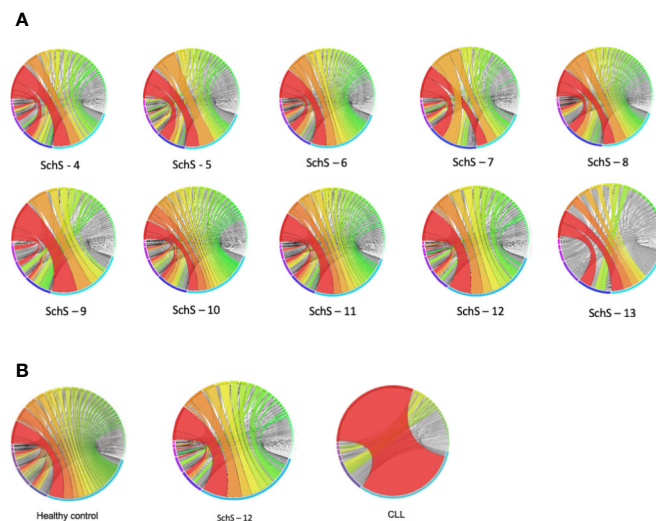 A
SchS - 4
SchS - 5
SchS – 6
SchS – 7
SchS – 8
SchS – 9
SchS – 10
SchS – 11
SchS – 12
SchS – 13
B
Healthy control
SchS – 12
CLL